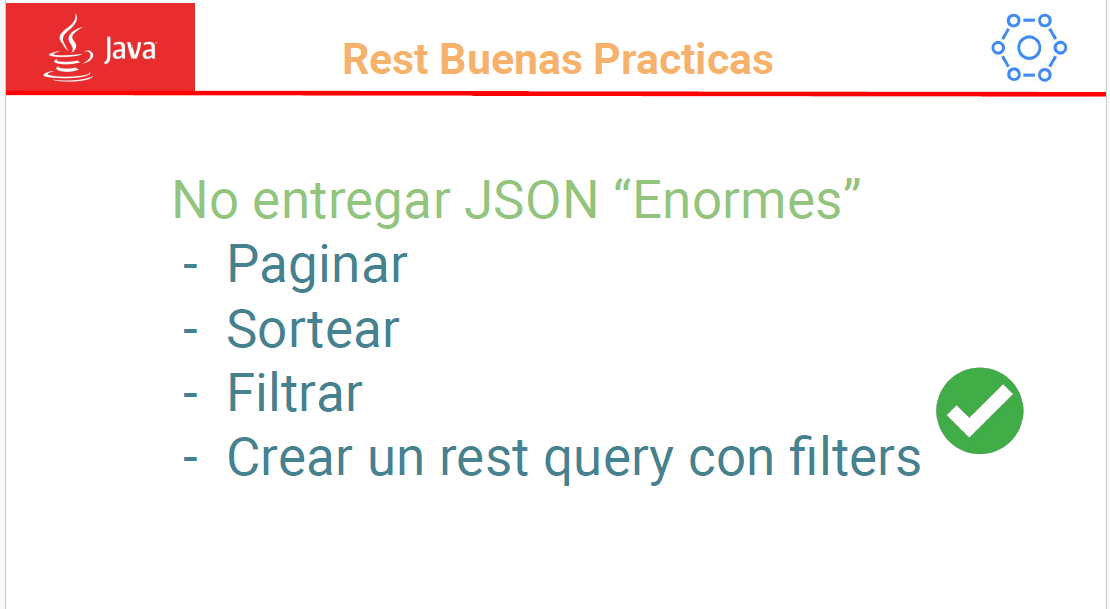 Java
Rest Buenas Practicas
No entregar JSON “Enormes”
- Paginar
- Sortear
- Filtrar
- Crear un rest query con filters